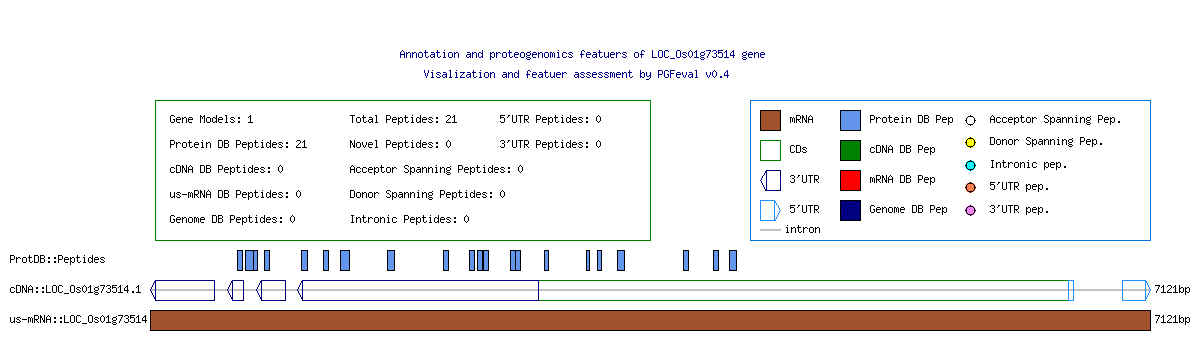 Annotation and proteogenomics featuers of LOC_Os01g73514 gene
Visalization and featuer assessment by PGFeval v0.4
Gene Models: 1 Total Peptides: 21 5'UTR Peptides: 0
Protein DB Peptides: 21 Novel Peptides: 0 3'UTR Peptides: 0
cDNA DB Peptides: 0 Acceptor Spanning Peptides: 0
us-mRNA DB Peptides: 0 Donor Spanning Peptides: 0
Genome DB Peptides: 0 Intronic Peptides: 0
mRNA Protein DB Pep Acceptor Spanning Pep.
CDs cDNA DB Pep Donor Spanning Pep.
3'UTR mRNA DB Pep Intronic pep.
5'UTR Genome DB Pep 5'UTR pep.
intron 3'UTR pep.
ProtDB::Peptides
cDNA::LOC_Os01g73514.1 7121bp
us-mRNA::LOC_Os01g73514 7121bp